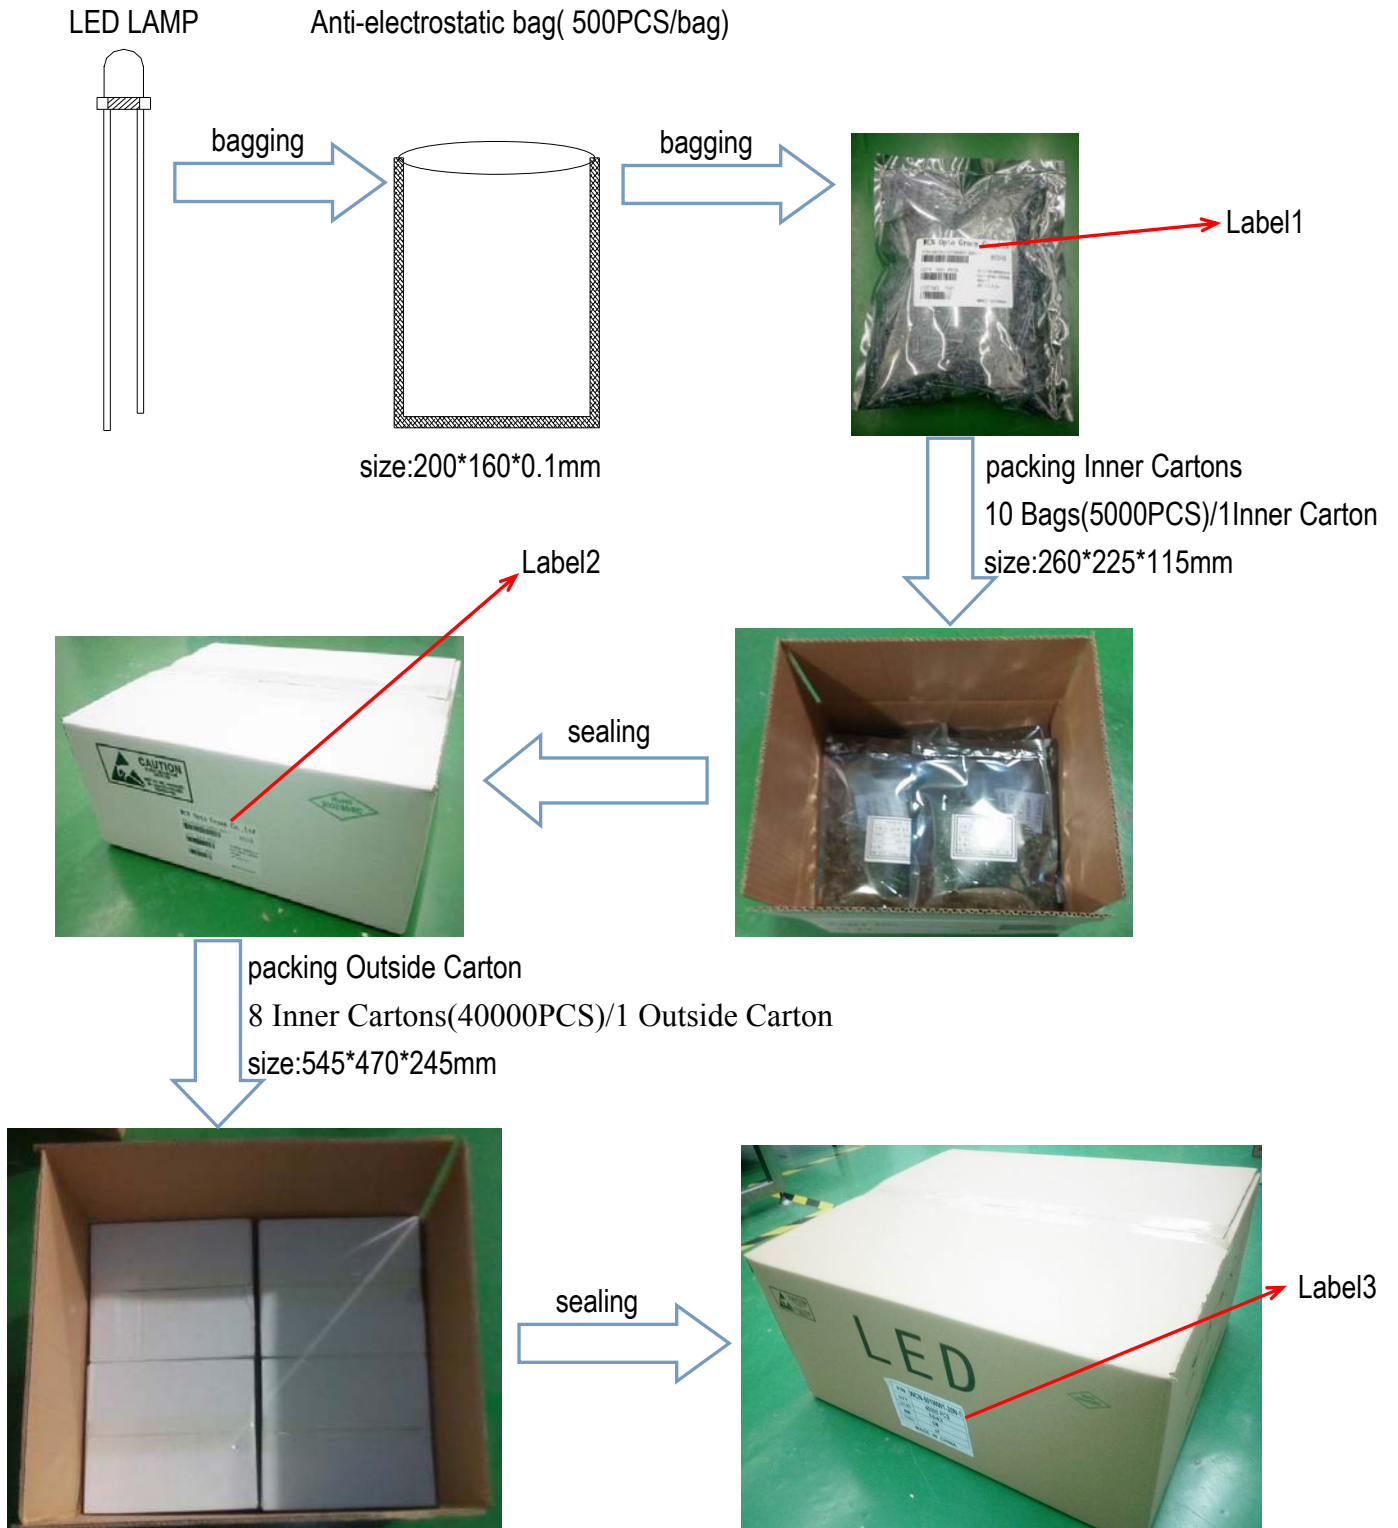 LED LAMP
Anti-electrostatic bag( 500PCS/bag)
bagging
bagging
Label1
size:200*160*0.1mm
packing Inner Cartons
10 Bags(5000PCS)/1Inner Carton
size:260*225*115mm
Label2
sealing
CAUTION
packing Outside Carton
8 Inner Cartons(40000PCS)/1 Outside Carton
size:545*470*245mm
sealing
Label3
LED